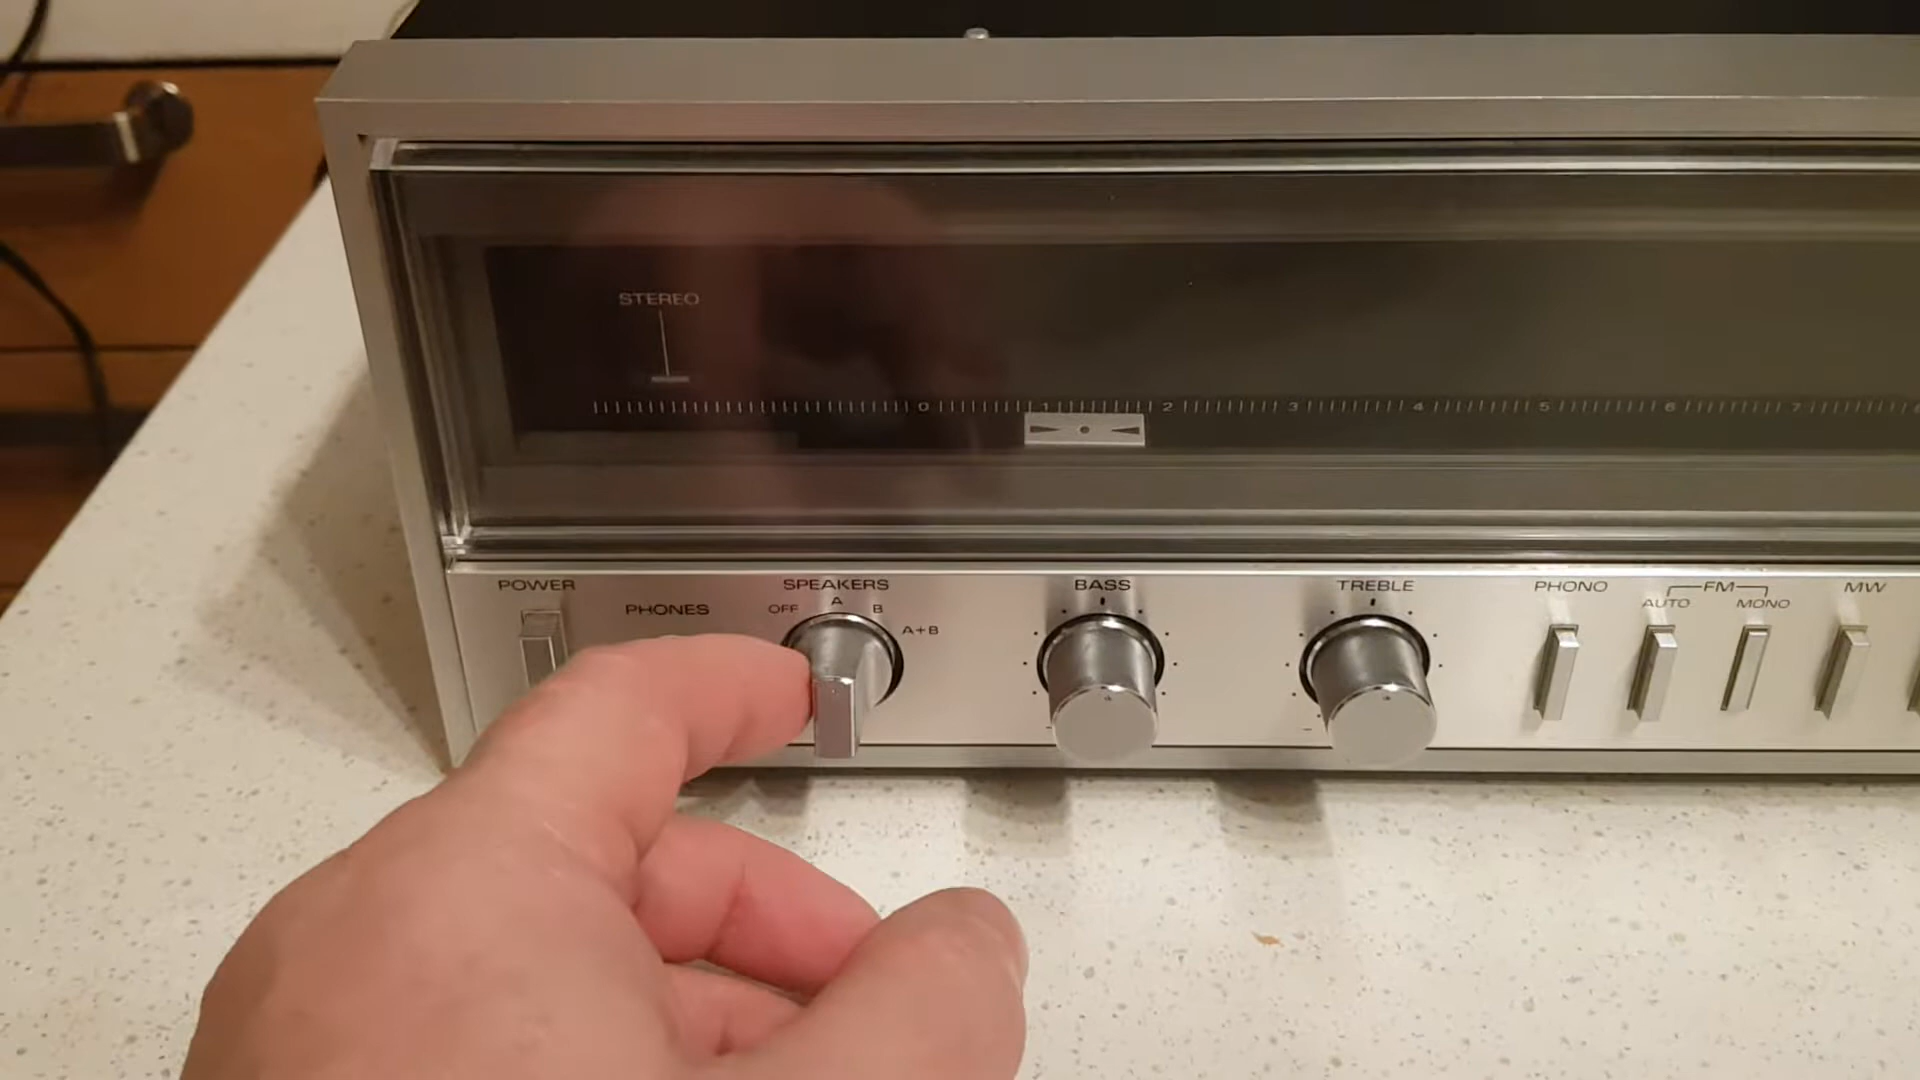 STEREO
0 1 2 3 4 5 6 7
POWER
PHONES
SPEAKERS
OFF A B A+B
BASS
TREBLE
PHONO
FM
AUTO MONO
MW